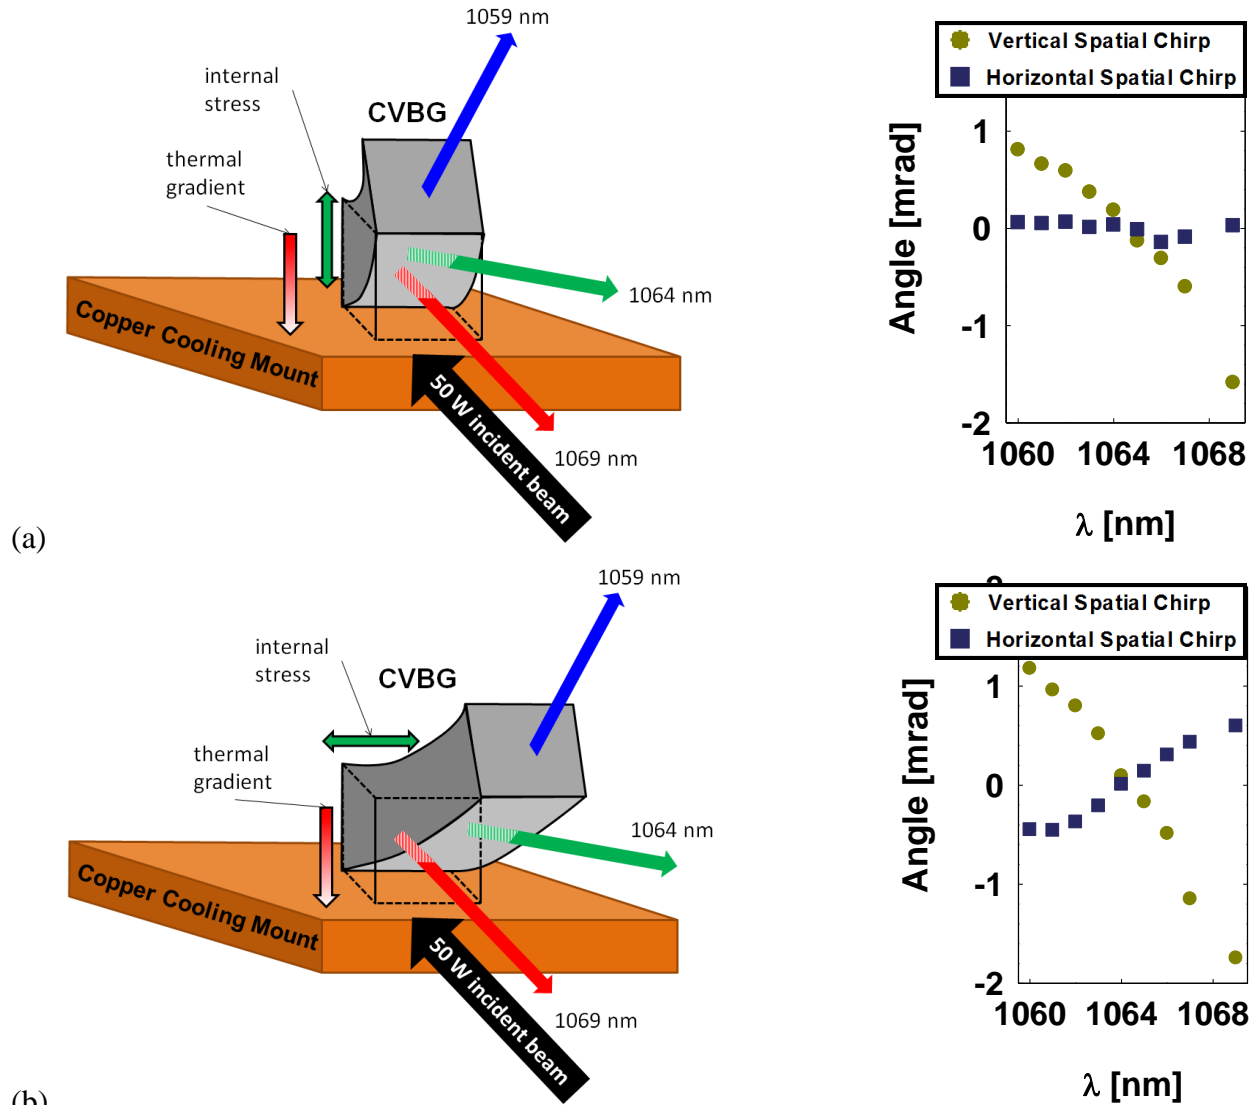 1059 nm
internal
stress
CVBG
thermal
gradient
1064 nm
Copper Cooling Mount
50 W incident beam
1069 nm
(a)
Vertical Spatial Chirp
Horizontal Spatial Chirp
Angle [mrad]
1
0
-1
-2
1060 1064 1068
λ [nm]
1059 nm
internal
stress
CVBG
thermal
gradient
1064 nm
Copper Cooling Mount
50 W incident beam
1069 nm
(b)
Vertical Spatial Chirp
Horizontal Spatial Chirp
Angle [mrad]
1
0
-1
-2
1060 1064 1068
λ [nm]